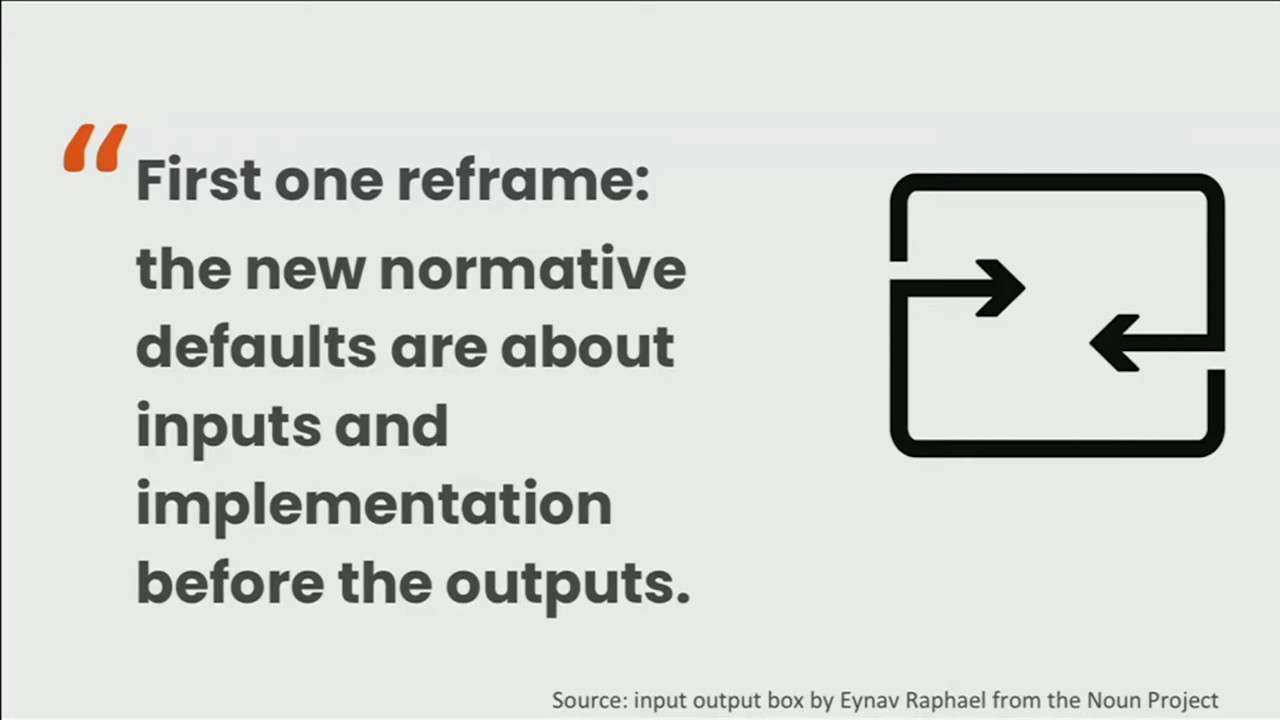 “First one reframe:
the new normative
defaults are about
inputs and
implementation
before the outputs.
Source: input output box by Eynav Raphael from the Noun Project